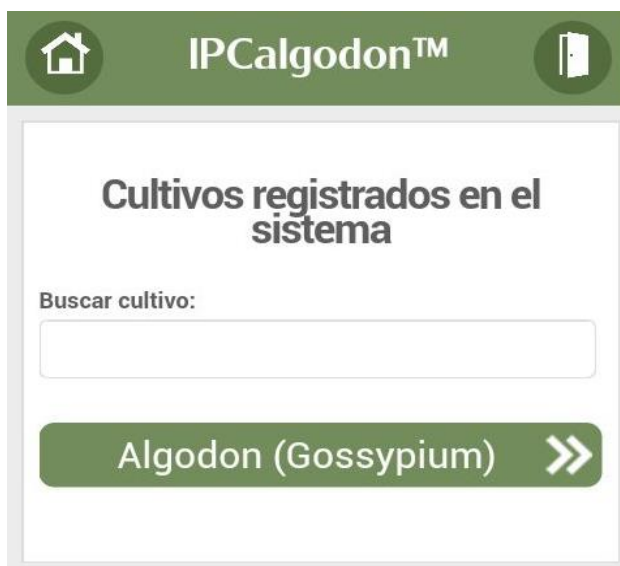 IPCalgodon™
Cultivos registrados en el
sistema
Buscar cultivo:
Algodon (Gossypium)